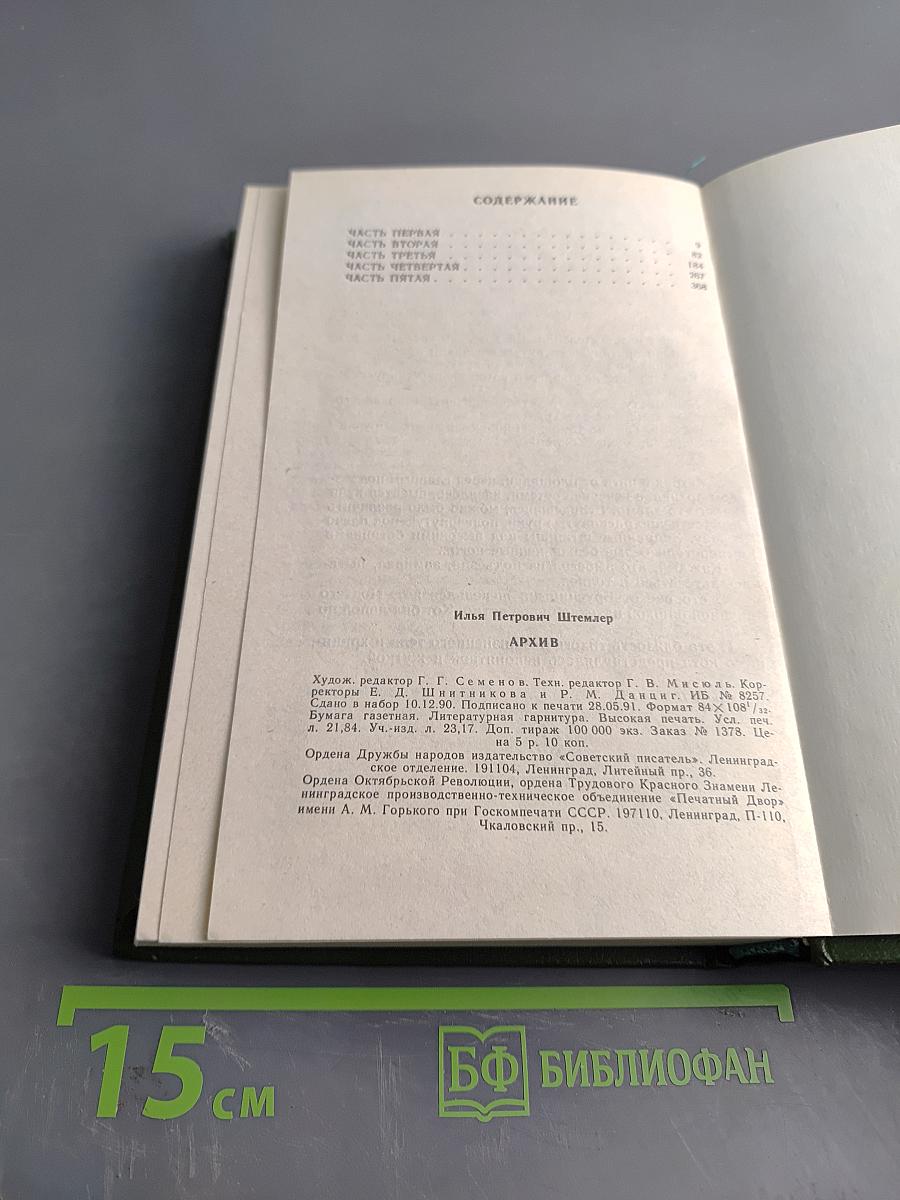 СОДЕРЖАНИЕ
ЧАСТЬ ПЕРВАЯ . . . . . . . . . . . . . . . . . 9
ЧАСТЬ ВТОРАЯ . . . . . . . . . . . . . . . . . 82
ЧАСТЬ ТРЕТЬЯ . . . . . . . . . . . . . . . . . 184
ЧАСТЬ ЧЕТВЕРТАЯ . . . . . . . . . . . . . . . . 267
ЧАСТЬ ПЯТАЯ . . . . . . . . . . . . . . . . . 368
Илья Петрович Штемлер
АРХИВ
Худож. редактор Г. Г. Семенов. Техн. редактор Г. В. Мисюль. Кор-
ректоры Е. Д. Шнитникова и Р. М. Данциг. ИБ № 8257.
Сдано в набор 10.12.90. Подписано к печати 28.05.91. Формат 84×108¹/₃₂.
Бумага газетная. Литературная гарнитура. Высокая печать. Усл. печ.
л. 21,84. Уч.-изд. л. 23,17. Доп. тираж 100 000 экз. Заказ № 1378. Це-
на 5 р. 10 коп.
Ордена Дружбы народов издательство «Советский писатель». Ленинград-
ское отделение. 191104, Ленинград, Литейный пр., 36.
Ордена Октябрьской Революции, ордена Трудового Красного Знамени Ле-
нинградское производственно-техническое объединение «Печатный Двор»
имени А. М. Горького при Госкомпечати СССР. 197110, Ленинград, П-110,
Чкаловский пр., 15.
15 см
БФ БИБЛИОФАН